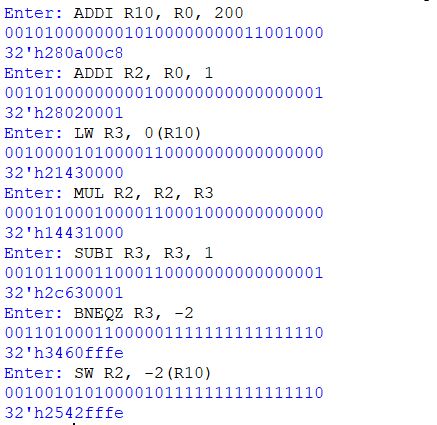 Enter: ADDI R10, R0, 200
00101000000010100000000011001000
32'h280a00c8
Enter: ADDI R2, R0, 1
00101000000000100000000000000001
32'h28020001
Enter: LW R3, 0(R10)
00100001010000110000000000000000
32'h21430000
Enter: MUL R2, R2, R3
00010100010000110001000000000000
32'h14431000
Enter: SUBI R3, R3, 1
00101100011000110000000000000001
32'h2c630001
Enter: BNEQZ R3, -2
00110100011000001111111111111110
32'h3460fffe
Enter: SW R2, -2(R10)
00100101010000101111111111111110
32'h2542fffe